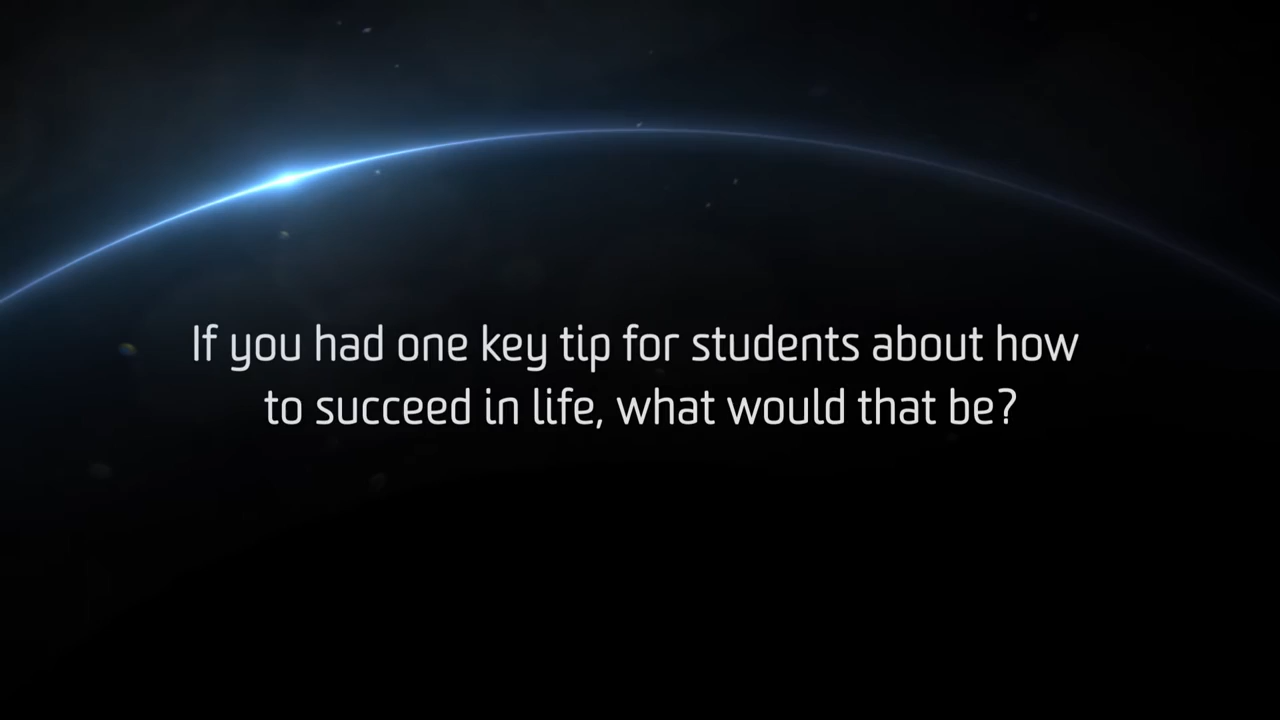 If you had one key tip for students about how
to succeed in life, what would that be?